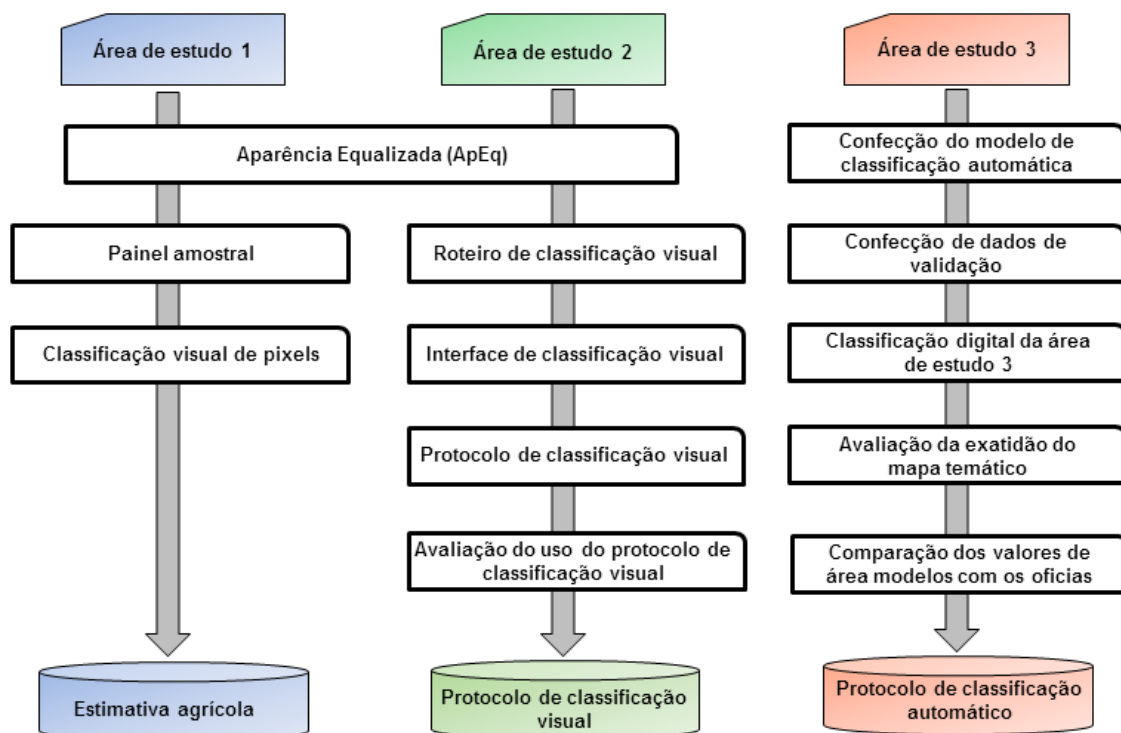 Área de estudo 1
Área de estudo 2
Área de estudo 3
Aparência Equalizada (ApEq)
Confecção do modelo de
classificação automática
Painel amostral
Roteiro de classificação visual
Confecção de dados de
validação
Classificação visual de pixels
Interface de classificação visual
Classificação digital da área
de estudo 3
Protocolo de classificação visual
Avaliação da exatidão do
mapa temático
Avaliação do uso do protocolo de
classificação visual
Comparação dos valores de
área modelos com os oficias
Estimativa agrícola
Protocolo de classificação
visual
Protocolo de classificação
automático